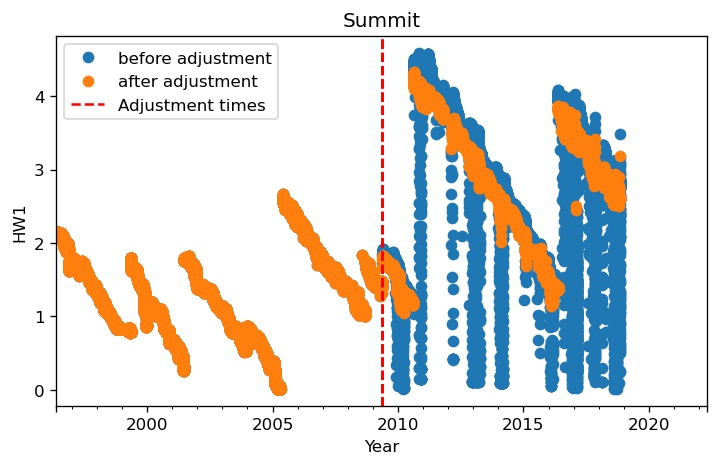 Summit
before adjustment
after adjustment
Adjustment times
HW1
4
3
2
1
0
2000 2005 2010 2015 2020
Year